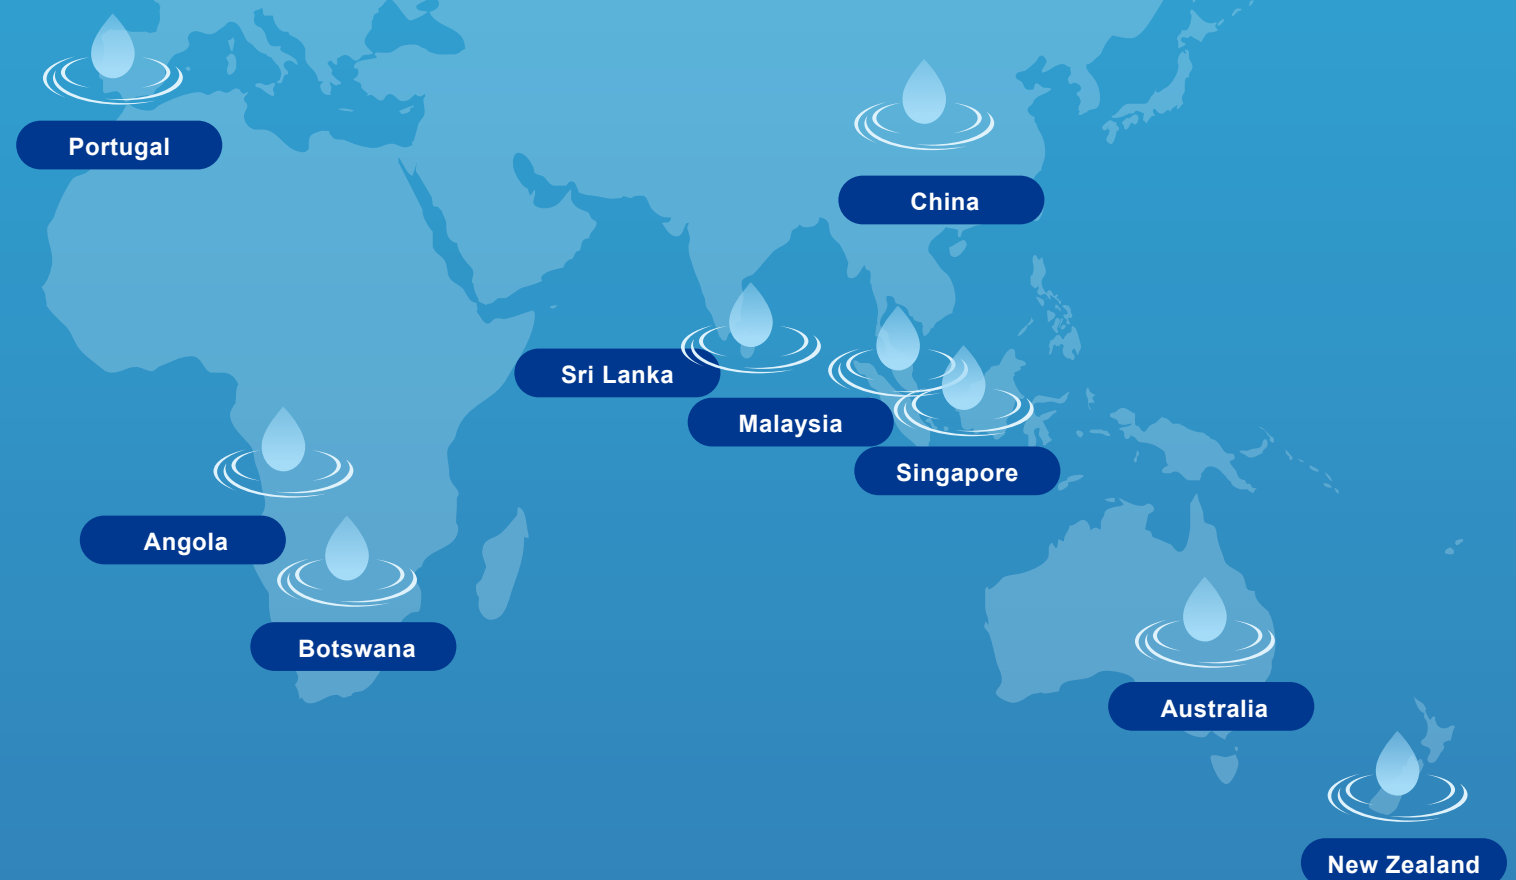 Portugal
China
Sri Lanka
Malaysia
Singapore
Angola
Botswana
Australia
New Zealand